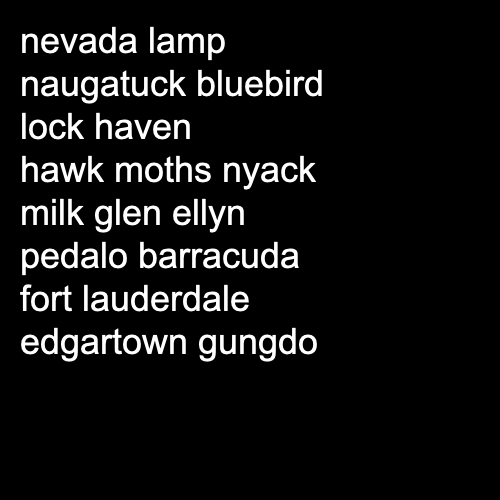 nevada lamp
naugatuck bluebird
lock haven
hawk moths nyack
milk glen ellyn
pedalo barracuda
fort lauderdale
edgartown gungdo